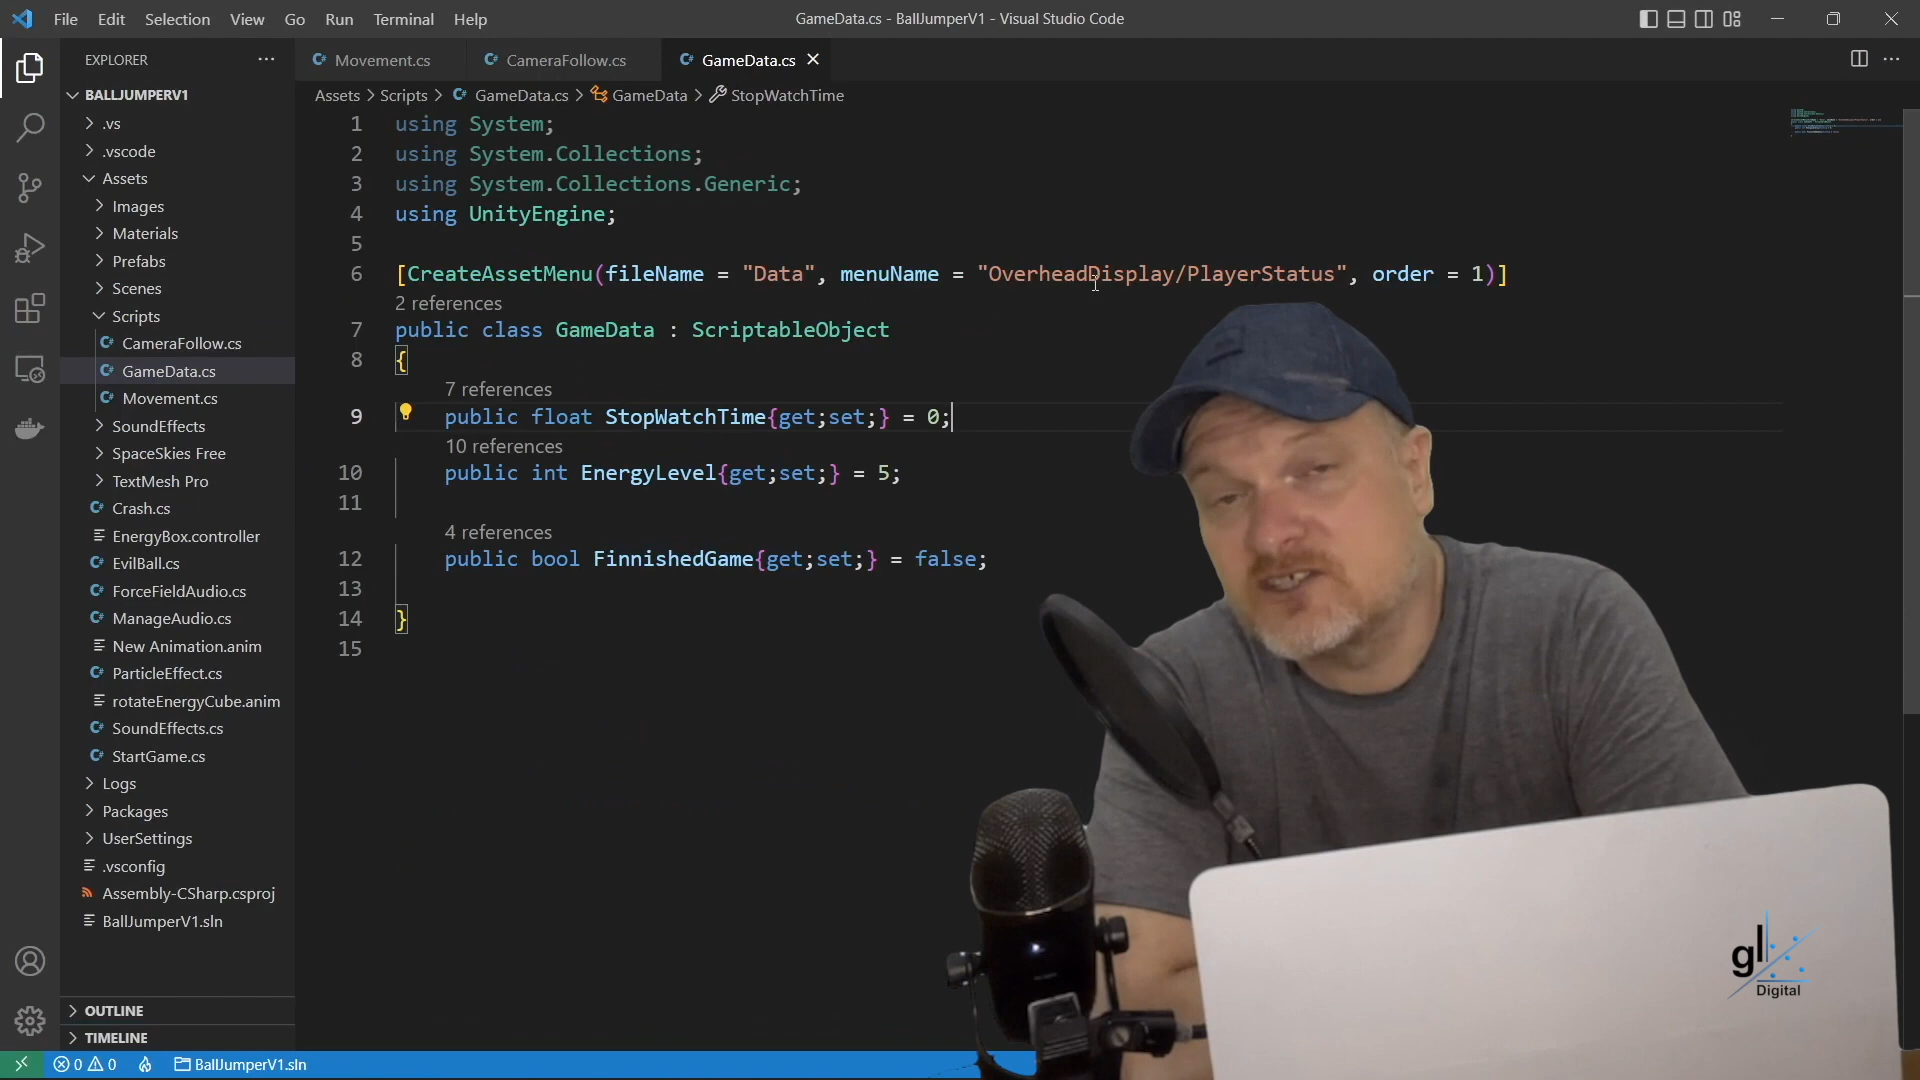 File Edit Selection View Go Run Terminal Help
GameData.cs - BallJumperV1 - Visual Studio Code
EXPLORER
BALLJUMPERV1
.vs
.vscode
Assets
Images
Materials
Prefabs
Scenes
Scripts
CameraFollow.cs
GameData.cs
Movement.cs
SoundEffects
SpaceSkies Free
TextMesh Pro
Crash.cs
EnergyBox.controller
EvilBall.cs
ForceFieldAudio.cs
ManageAudio.cs
New Animation.anim
ParticleEffect.cs
rotateEnergyCube.anim
SoundEffects.cs
StartGame.cs
Logs
Packages
UserSettings
.vsconfig
Assembly-CSharp.csproj
BallJumperV1.sln
OUTLINE
TIMELINE
Movement.cs CameraFollow.cs GameData.cs
Assets > Scripts > GameData.cs > GameData > StopWatchTime
1 using System;
2 using System.Collections;
3 using System.Collections.Generic;
4 using UnityEngine;
5
6 [CreateAssetMenu(fileName = "Data", menuName = "OverheadDisplay/PlayerStatus", order = 1)]
2 references
7 public class GameData : ScriptableObject
8 {
7 references
9 public float StopWatchTime{get;set;} = 0;
10 references
10 public int EnergyLevel{get;set;} = 5;
11
4 references
12 public bool FinnishedGame{get;set;} = false;
13
14 }
15
gl
Digital
0 0 BallJumperV1.sln